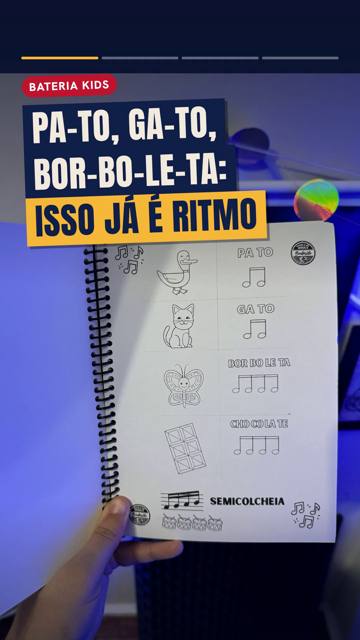 BATERIA KIDS
PA-TO, GA-TO,
BOR-BO-LE-TA:
ISSO JÁ É RITMO
PA TO
GA TO
BOR BO LE TA
CHO CO LA TE
SEMICOLCHEIA